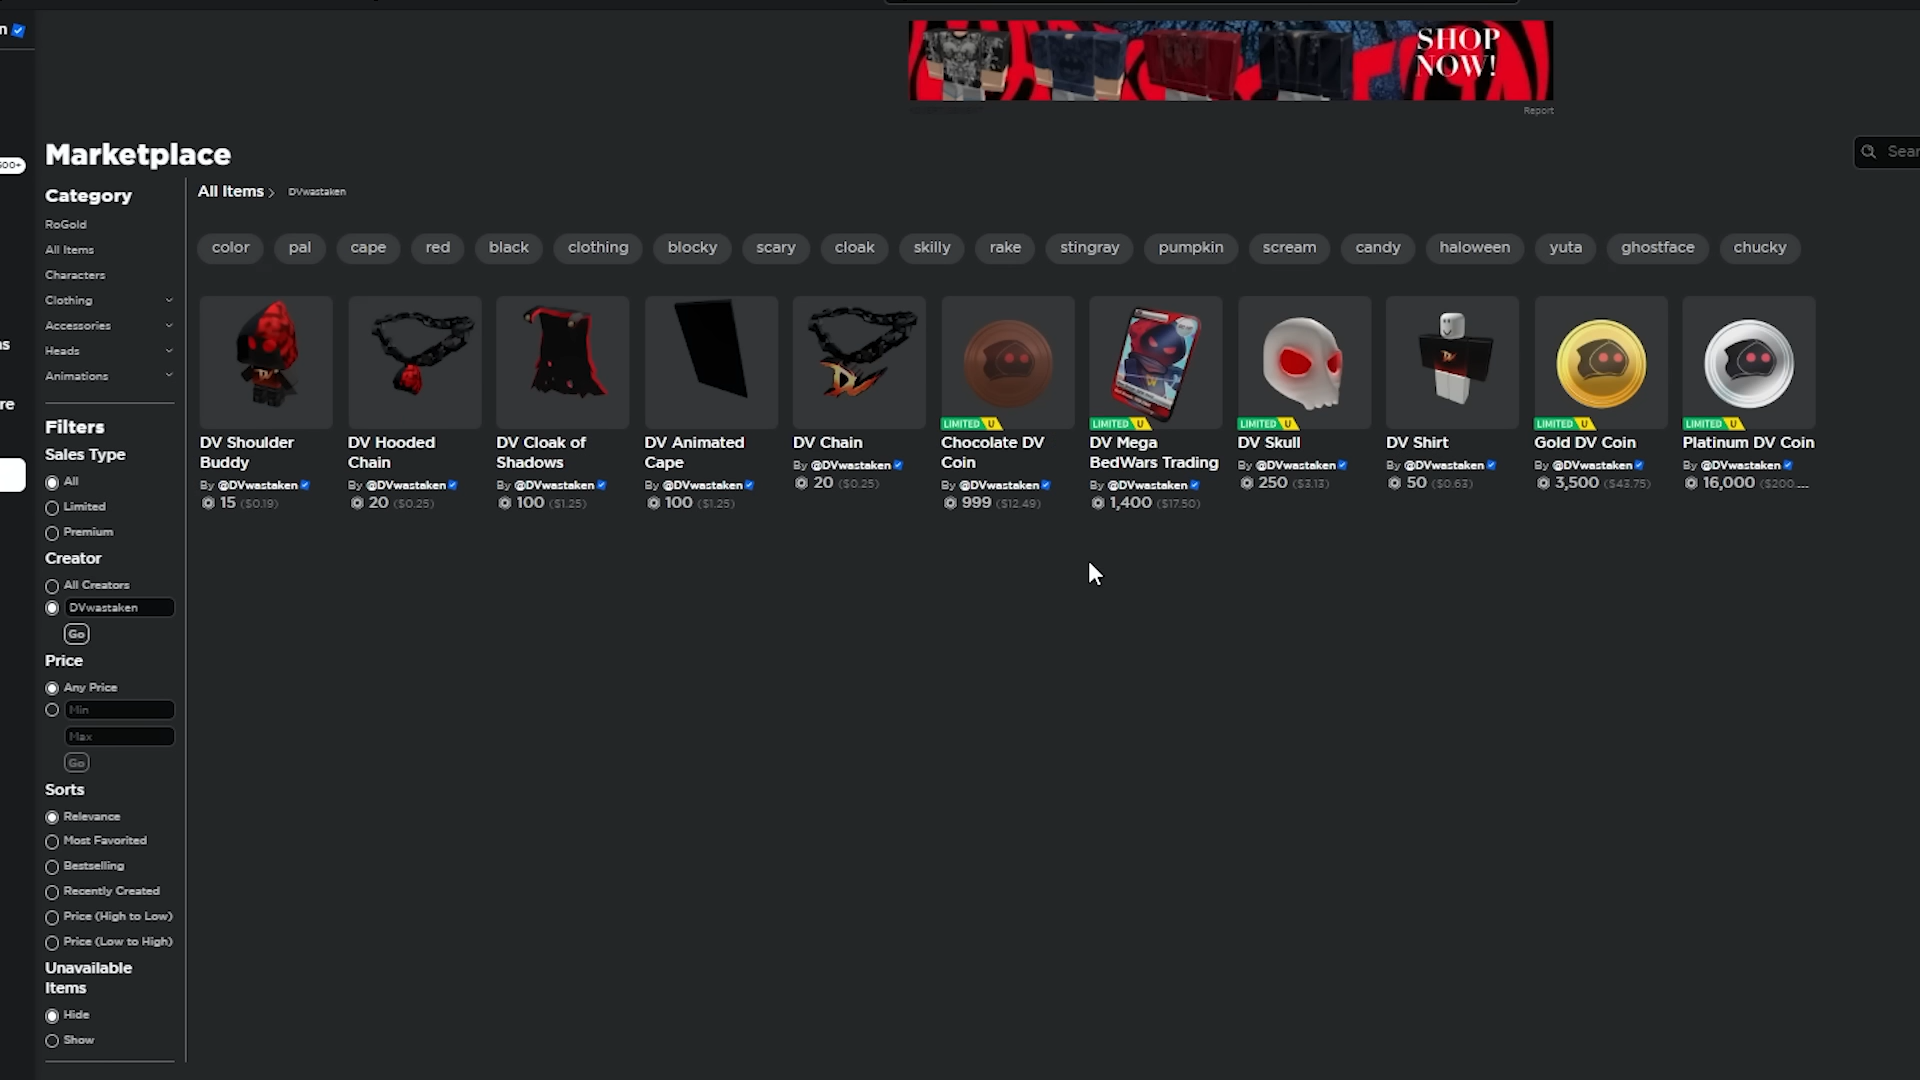 n
SHOP
NOW!
Report
Marketplace
500+
Category
All Items > DVwastaken
RoGold
All Items
Characters
Clothing
Accessories
Heads
Animations
color pal cape red black clothing blocky scary cloak skilly rake stingray pumpkin scream candy haloween yuta ghostface chucky
as
re
LIMITED U LIMITED U LIMITED U LIMITED U LIMITED U
DV Shoulder Buddy
By @DVwastaken
15 ($0.19)
DV Hooded Chain
By @DVwastaken
20 ($0.25)
DV Cloak of Shadows
By @DVwastaken
100 ($1.25)
DV Animated Cape
By @DVwastaken
100 ($1.25)
DV Chain
By @DVwastaken
20 ($0.25)
Chocolate DV Coin
By @DVwastaken
999 ($12.49)
DV Mega BedWars Trading
By @DVwastaken
1,400 ($17.50)
DV Skull
By @DVwastaken
250 ($3.13)
DV Shirt
By @DVwastaken
50 ($0.63)
Gold DV Coin
By @DVwastaken
3,500 ($43.75)
Platinum DV Coin
By @DVwastaken
16,000 ($200....
Filters
Sales Type
All
Limited
Premium
Creator
All Creators
DVwastaken
Go
Price
Any Price
Min
Max
Go
Sorts
Relevance
Most Favorited
Bestselling
Recently Created
Price (High to Low)
Price (Low to High)
Unavailable
Items
Hide
Show
Sear